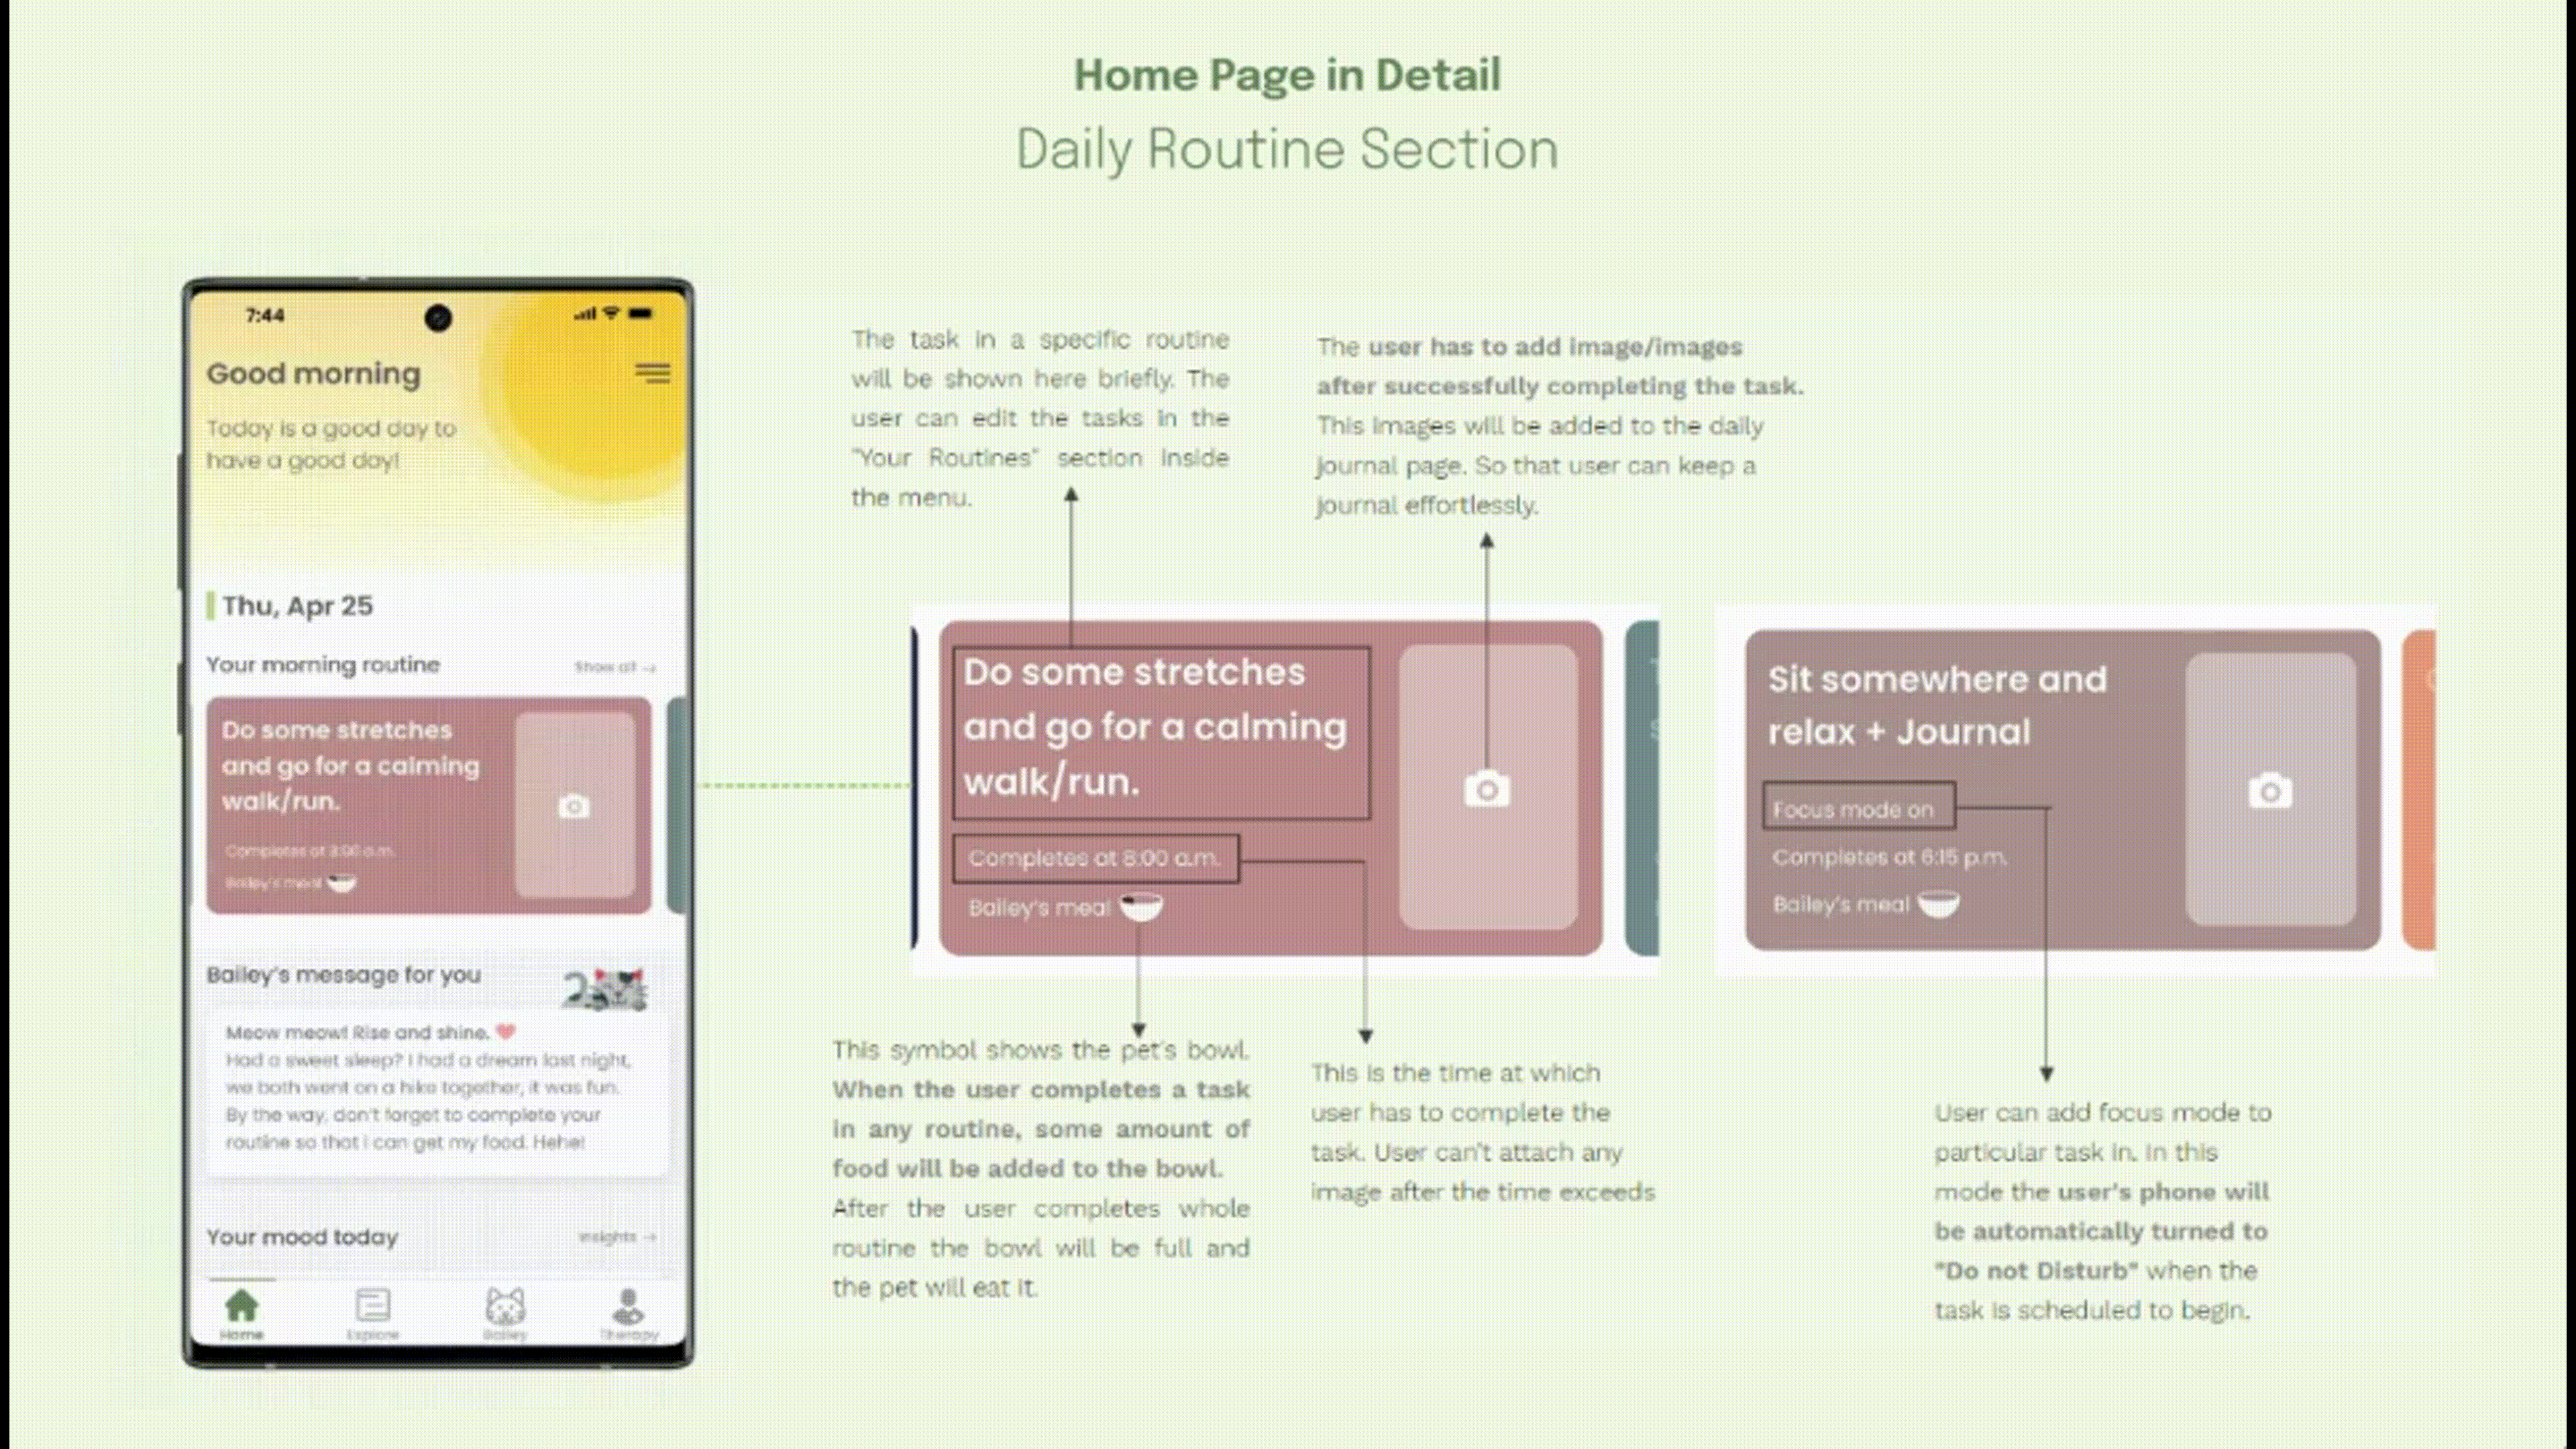 Home Page in Detail
Daily Routine Section
7:44
Good morning
Today is a good day to
have a good day!
Thu, Apr 25
Your morning routine
Show all →
Do some stretches
and go for a calming
walk/run.
Completes at 8:00 a.m.
Bailey's meal
Bailey's message for you
Meow meow! Rise and shine. ❤
Had a sweet sleep? I had a dream last night,
we both went on a hike together, it was fun.
By the way, don't forget to complete your
routine so that I can get my food. Hehe!
Your mood today
Insights →
Home
Explore
Bailey
Therapy
The task in a specific routine
will be shown here briefly. The
user can edit the tasks in the
"Your Routines" section inside
the menu.
The user has to add image/images
after successfully completing the task.
This images will be added to the daily
journal page. So that user can keep a
journal effortlessly.
Do some stretches
and go for a calming
walk/run.
Completes at 8:00 a.m.
Bailey's meal
Sit somewhere and
relax + Journal
Focus mode on
Completes at 6:15 p.m.
Bailey's meal
This symbol shows the pet's bowl.
When the user completes a task
in any routine, some amount of
food will be added to the bowl.
After the user completes whole
routine the bowl will be full and
the pet will eat it.
This is the time at which
user has to complete the
task. User can't attach any
image after the time exceeds
User can add focus mode to
particular task in. In this
mode the user's phone will
be automatically turned to
"Do not Disturb" when the
task is scheduled to begin.